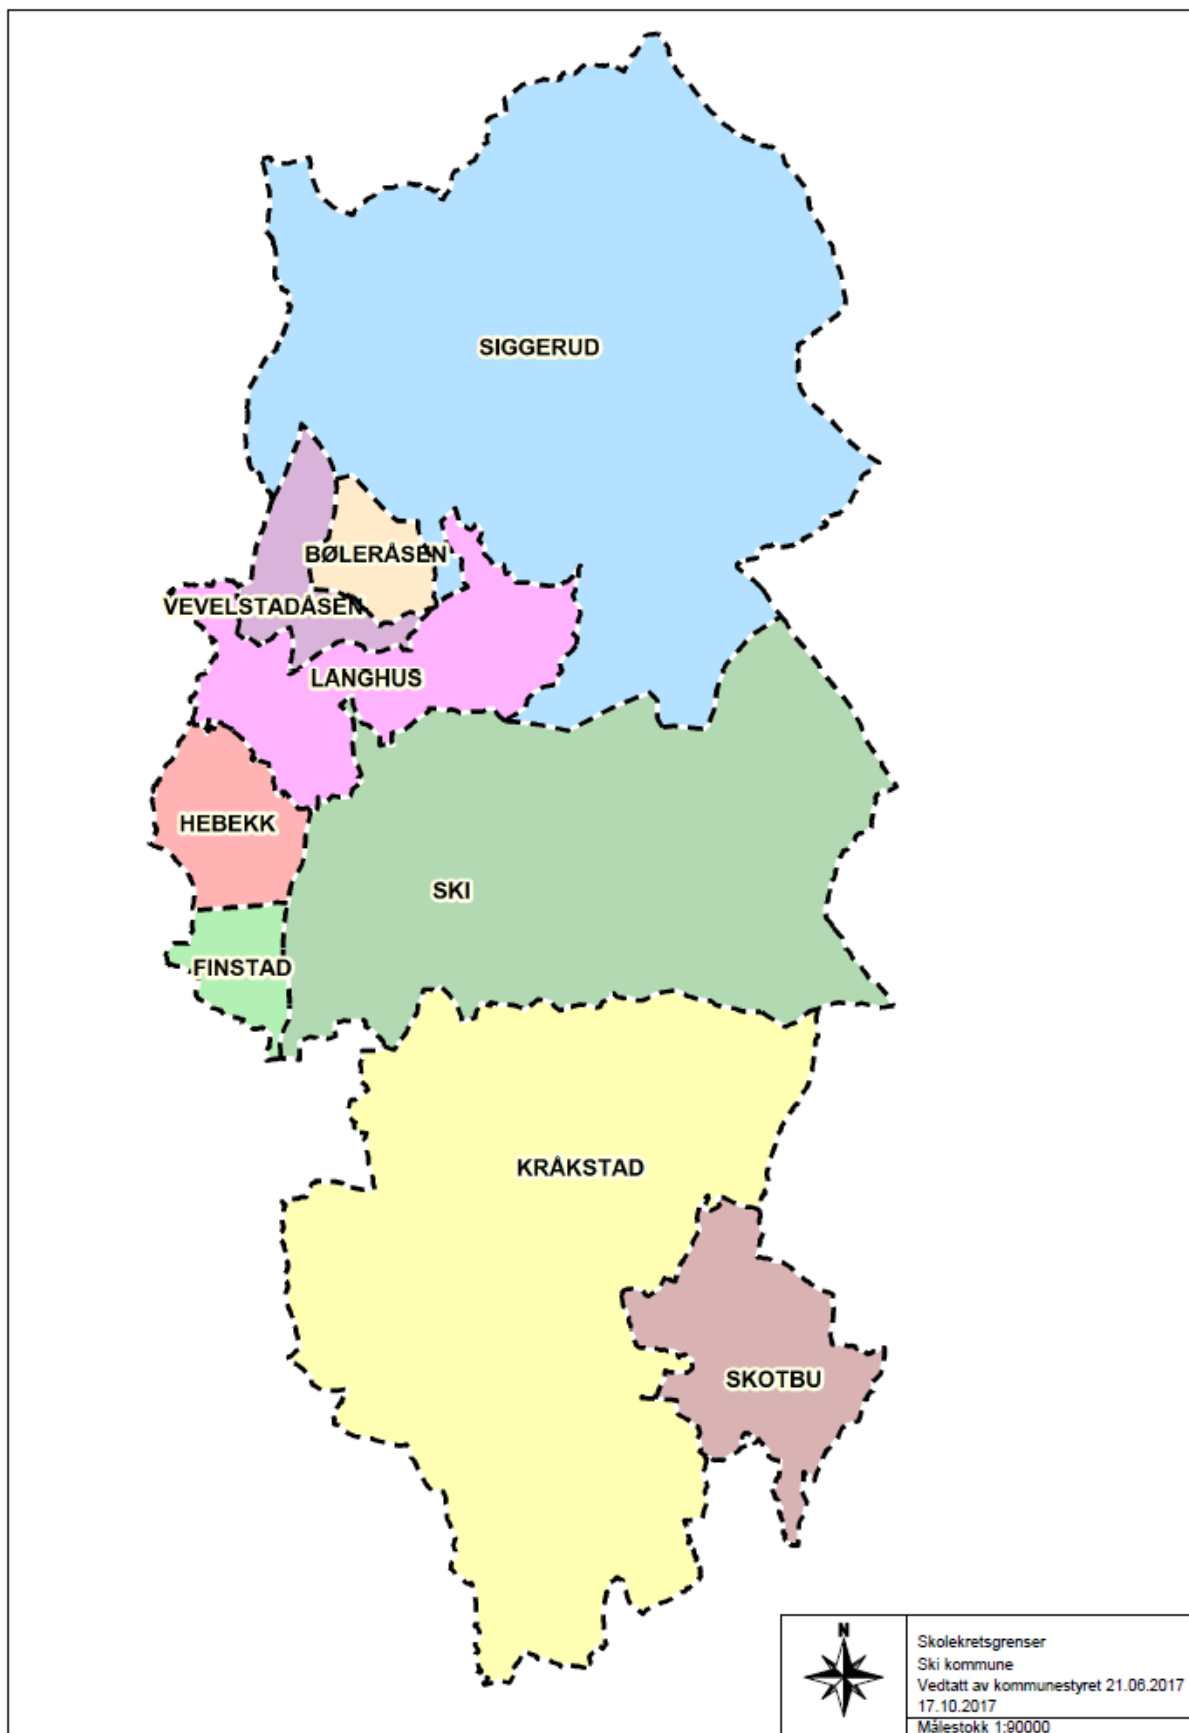 SIGGERUD
BØLERÅSEN
VEVELSTADÅSEN
LANGHUS
HEBEKK
SKI
FINSTAD
KRÅKSTAD
SKOTBU
N
Skolekretsgrenser
Ski kommune
Vedtatt av kommunestyret 21.06.2017
17.10.2017
Målestokk 1:90000